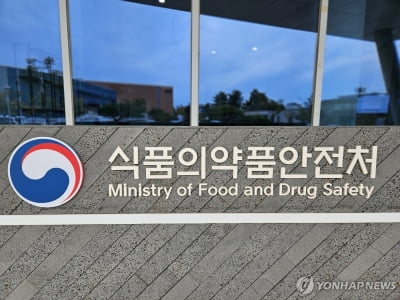 식품의약품안전처
Ministry of Food and Drug Safety
YONHAP NEWS